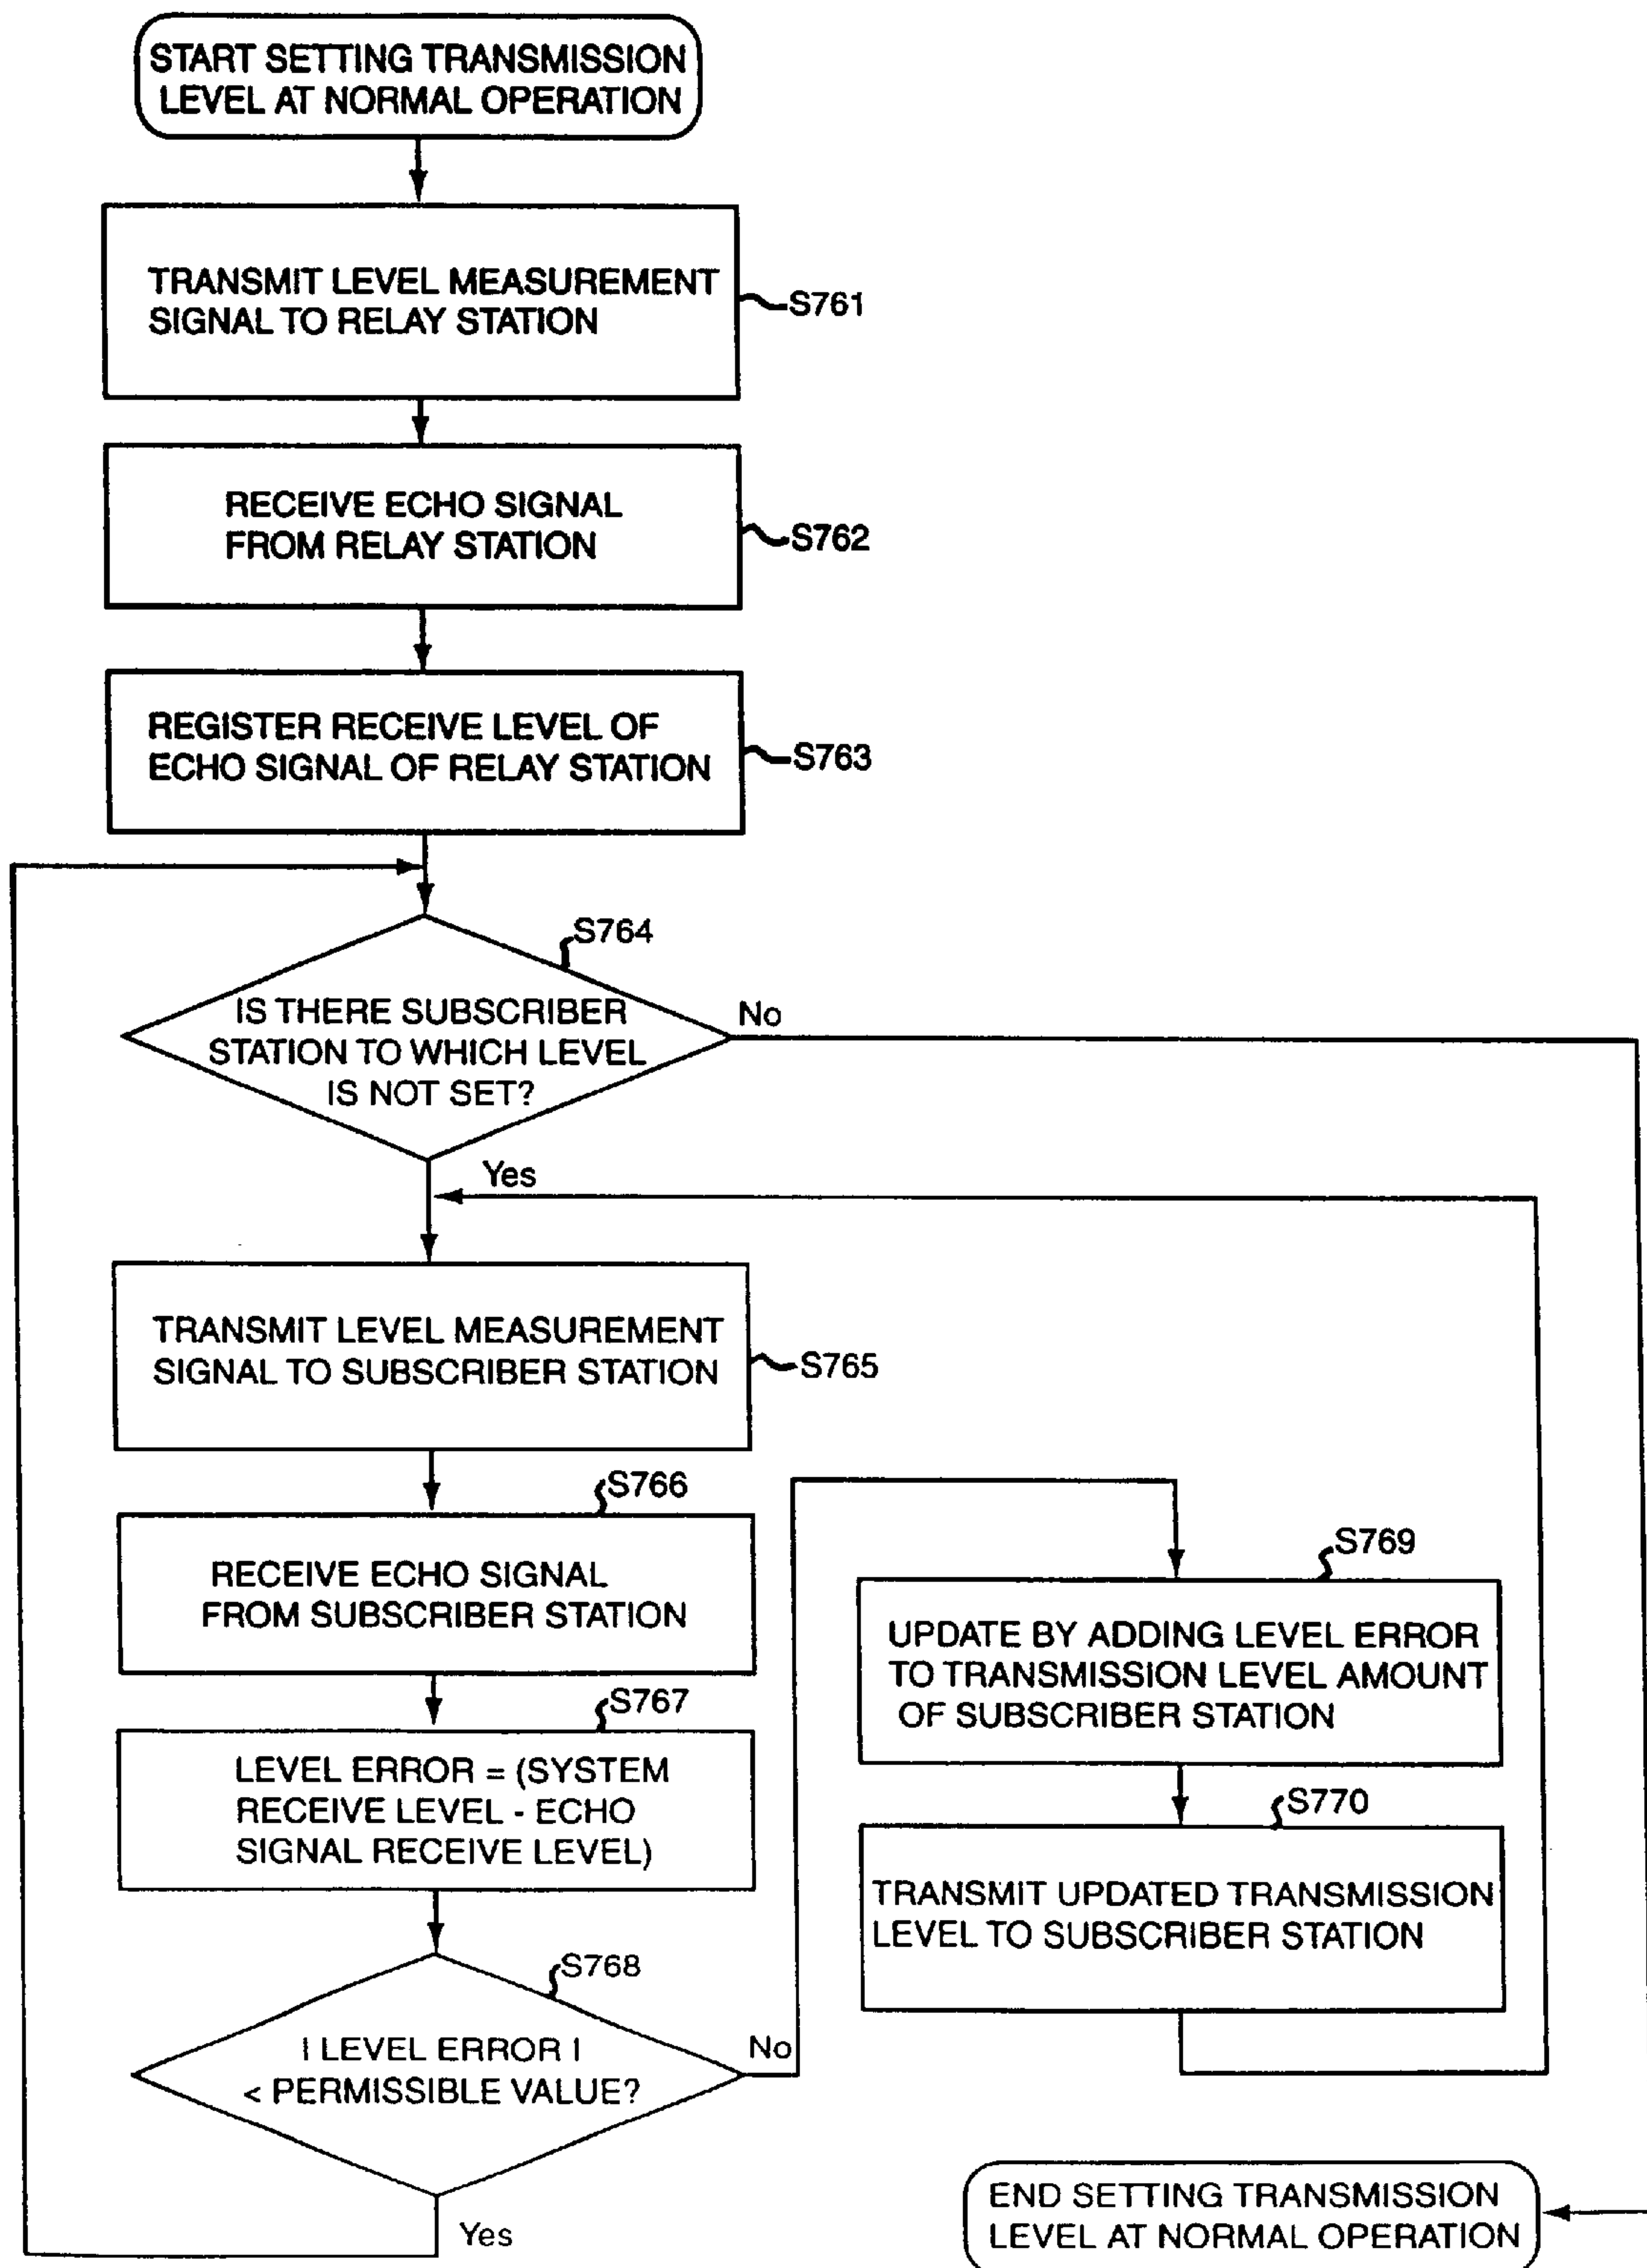 START SETTING TRANSMISSION
LEVEL AT NORMAL OPERATION
TRANSMIT LEVEL MEASUREMENT
SIGNAL TO RELAY STATION
S761
RECEIVE ECHO SIGNAL
FROM RELAY STATION
S762
REGISTER RECEIVE LEVEL OF
ECHO SIGNAL OF RELAY STATION
S763
S764
IS THERE SUBSCRIBER
STATION TO WHICH LEVEL
IS NOT SET?
No
Yes
TRANSMIT LEVEL MEASUREMENT
SIGNAL TO SUBSCRIBER STATION
S765
S766
RECEIVE ECHO SIGNAL
FROM SUBSCRIBER STATION
S767
LEVEL ERROR = (SYSTEM
RECEIVE LEVEL - ECHO
SIGNAL RECEIVE LEVEL)
S768
| LEVEL ERROR |
< PERMISSIBLE VALUE?
No
Yes
S769
UPDATE BY ADDING LEVEL ERROR
TO TRANSMISSION LEVEL AMOUNT
OF SUBSCRIBER STATION
S770
TRANSMIT UPDATED TRANSMISSION
LEVEL TO SUBSCRIBER STATION
END SETTING TRANSMISSION
LEVEL AT NORMAL OPERATION